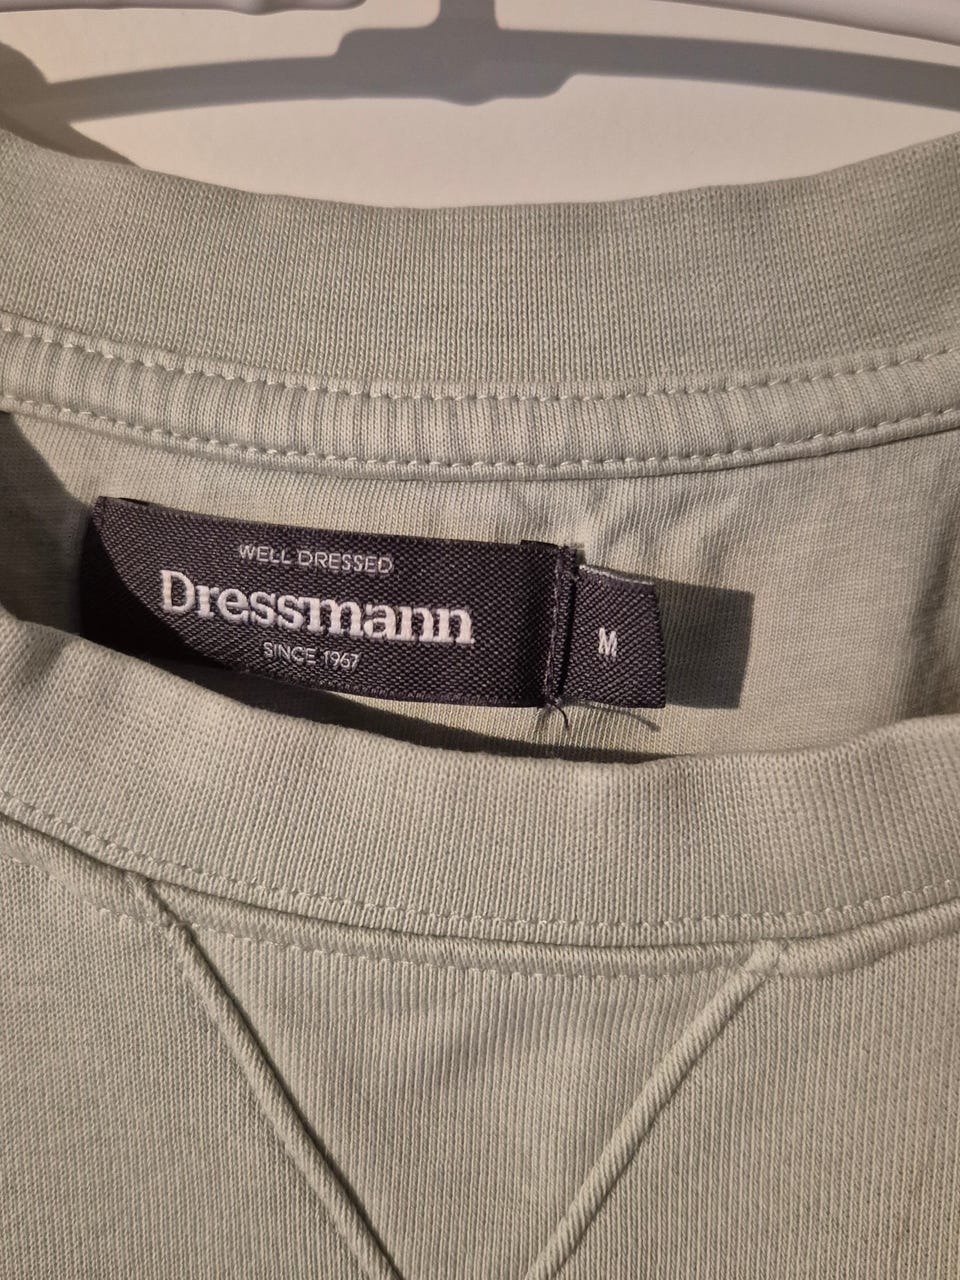 WELL DRESSED
Dressmann
SINCE 1967
M